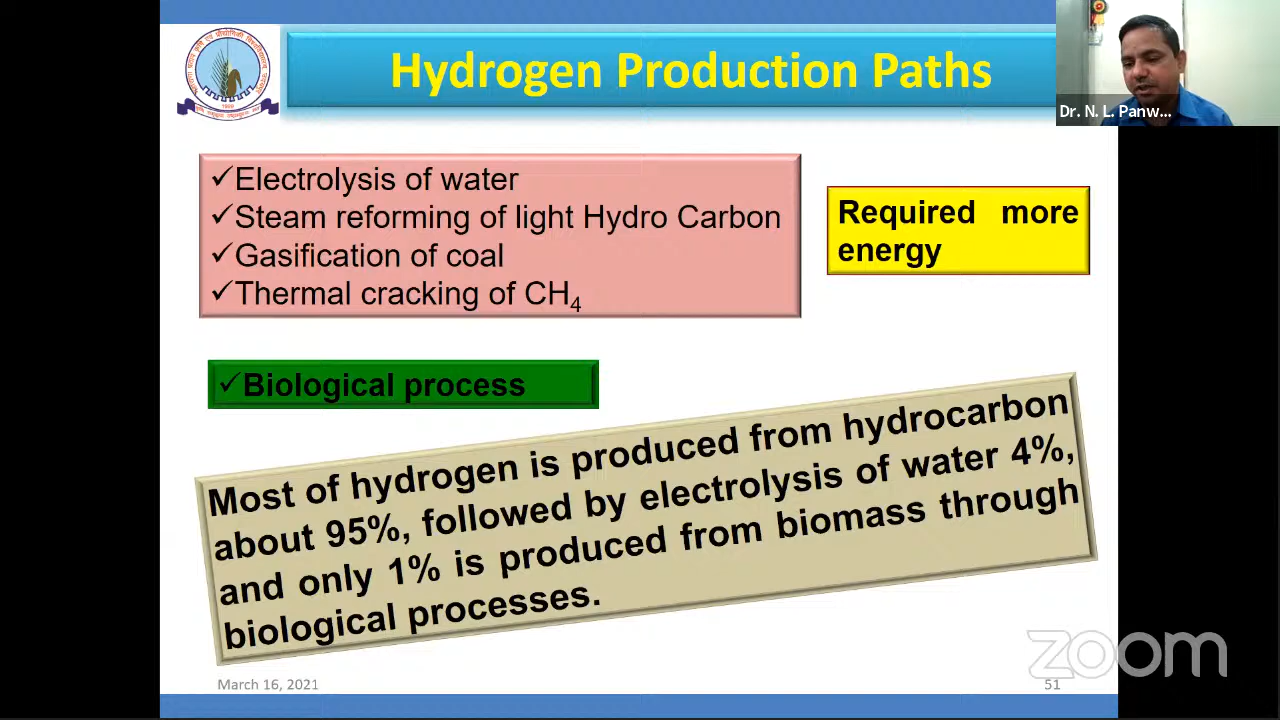 Hydrogen Production Paths
Dr. N. L. Panw...
✓Electrolysis of water
✓Steam reforming of light Hydro Carbon
✓Gasification of coal
✓Thermal cracking of CH₄
Required more
energy
✓Biological process
Most of hydrogen is produced from hydrocarbon
about 95%, followed by electrolysis of water 4%,
and only 1% is produced from biomass through
biological processes.
zoom
March 16, 2021
51